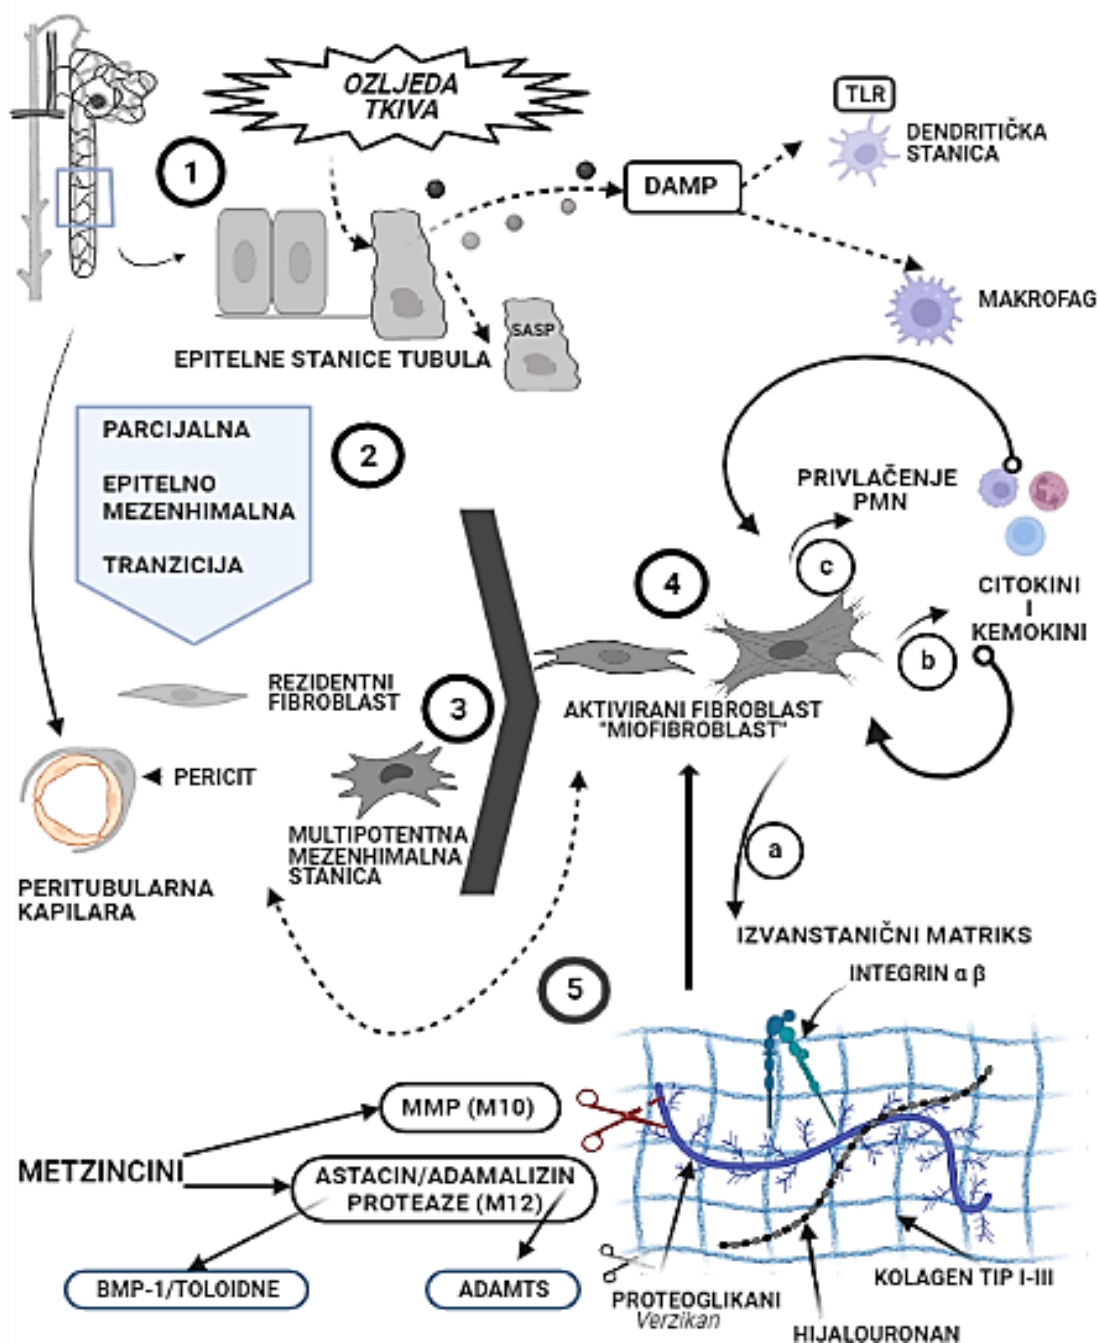 OZLJEDA
TKIVA
TLR
DENDRITIČKA
STANICA
1
DAMP
MAKROFAG
SASP
EPITELNE STANICE TUBULA
PARCIJALNA
EPITELNO
MEZENHIMALNA
TRANZICIJA
2
PRIVLAČENJE
PMN
c
4
CITOKINI
I
KEMOKINI
b
REZIDENTNI
FIBROBLAST
3
AKTIVIRANI FIBROBLAST
"MIOFIBROBLAST"
PERICIT
MULTIPOTENTNA
MEZENHIMALNA
STANICA
a
PERITUBULARNA
KAPILARA
IZVANSTANIČNI MATRIKS
INTEGRIN α β
5
MMP (M10)
METZINCINI
ASTACIN/ADAMALIZIN
PROTEAZE (M12)
BMP-1/TOLOIDNE
ADAMTS
PROTEOGLIKANI
Verzikan
KOLAGEN TIP I-III
HIJALOURONAN